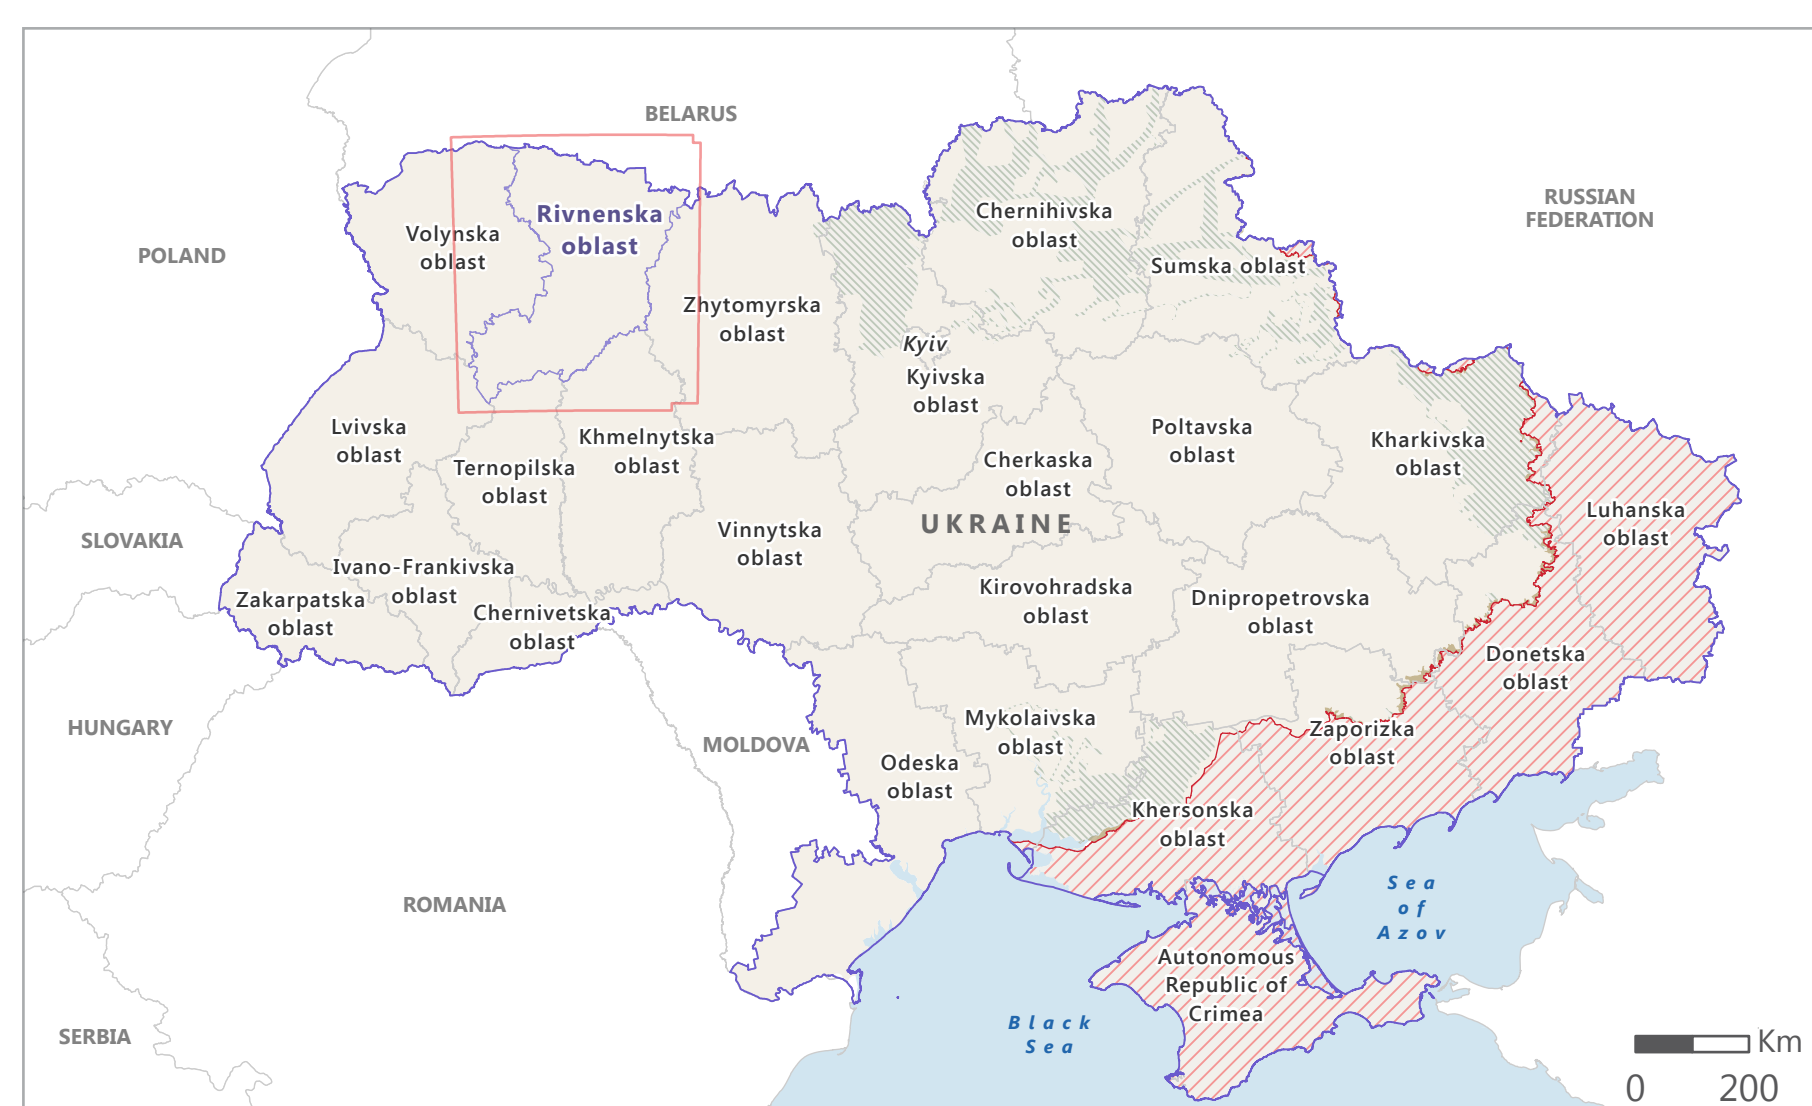 BELARUS
RUSSIAN
FEDERATION
POLAND
Rivnenska
oblast
Volynska
oblast
Chernihivska
oblast
Sumska oblast
Zhytomyrska
oblast
Kyiv
Kyivska
oblast
Lvivska
oblast
Ternopilska
oblast
Khmelnytska
oblast
Cherkaska
oblast
Poltavska
oblast
Kharkivska
oblast
Luhanska
oblast
UKRAINE
Vinnytska
oblast
SLOVAKIA
Ivano-Frankivska
oblast
Zakarpatska
oblast
Chernivetska
oblast
Kirovohradska
oblast
Dnipropetrovska
oblast
Donetska
oblast
HUNGARY
MOLDOVA
Mykolaivska
oblast
Zaporizka
oblast
Odeska
oblast
Khersonska
oblast
ROMANIA
Sea
of
Azov
Autonomous
Republic of
Crimea
Black
Sea
SERBIA
Km
0 200